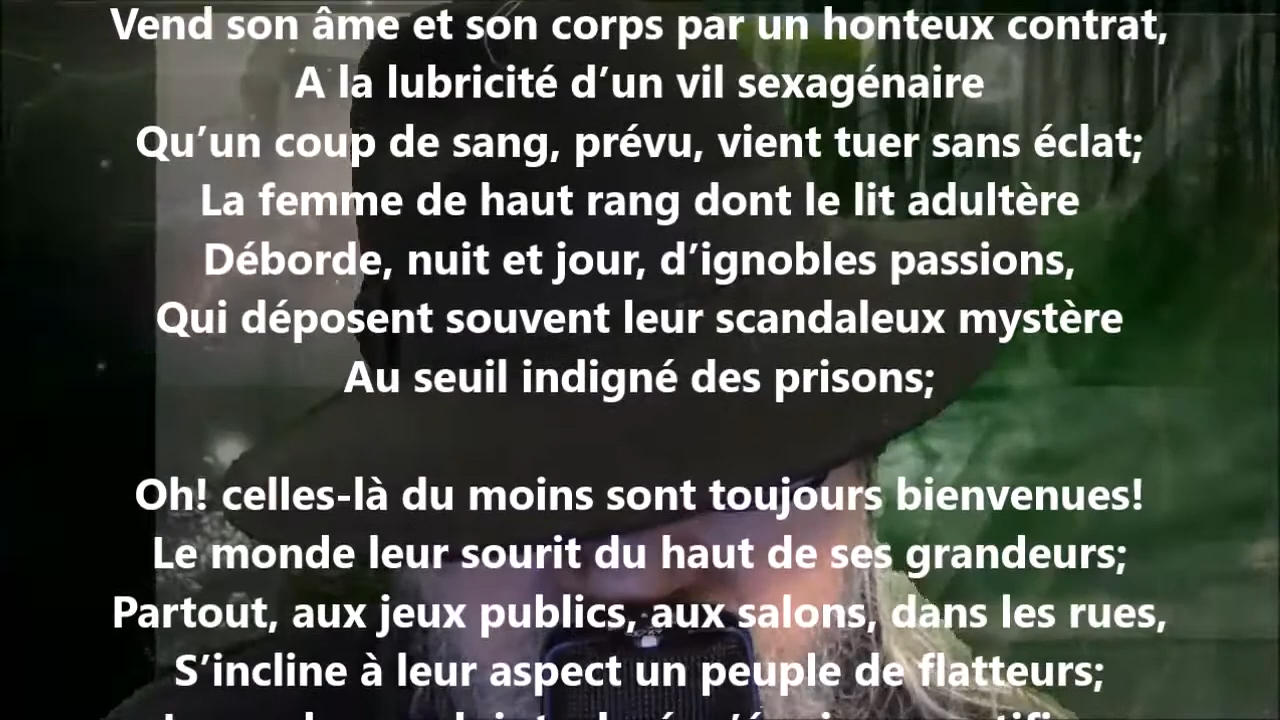 Vend son âme et son corps par un honteux contrat,
A la lubricité d’un vil sexagénaire
Qu’un coup de sang, prévu, vient tuer sans éclat;
La femme de haut rang dont le lit adultère
Déborde, nuit et jour, d’ignobles passions,
Qui déposent souvent leur scandaleux mystère
Au seuil indigné des prisons;
Oh! celles-là du moins sont toujours bienvenues!
Le monde leur sourit du haut de ses grandeurs;
Partout, aux jeux publics, aux salons, dans les rues,
S’incline à leur aspect un peuple de flatteurs;